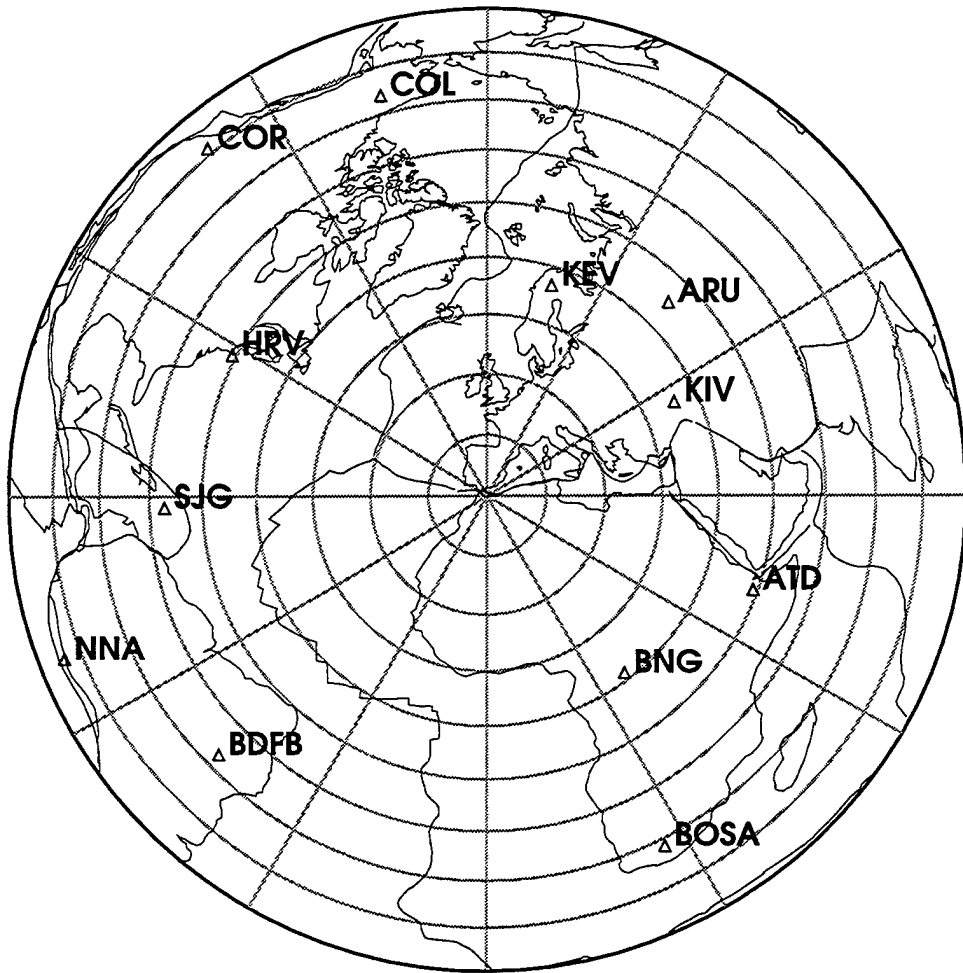 COL
COR
KEV
ARU
HRV
KIV
SJG
ATD
NNA
BNG
BDFB
BOSA